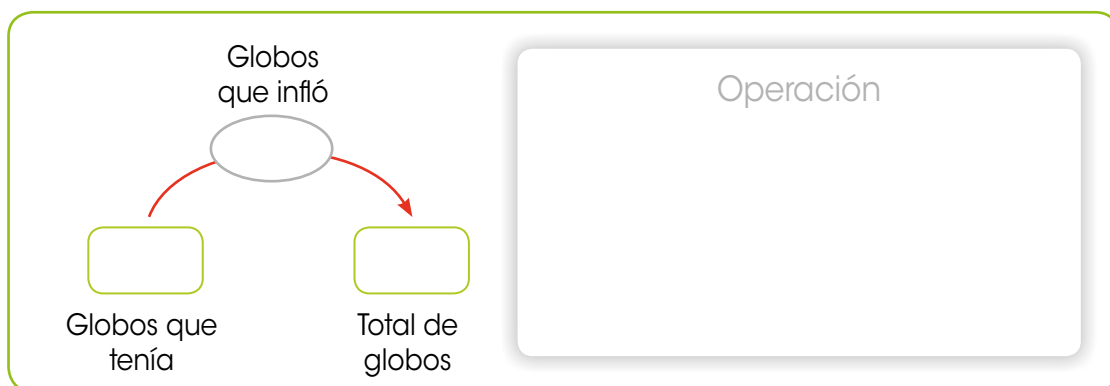 Globos
que infló
Operación
Globos que
tenía
Total de
globos